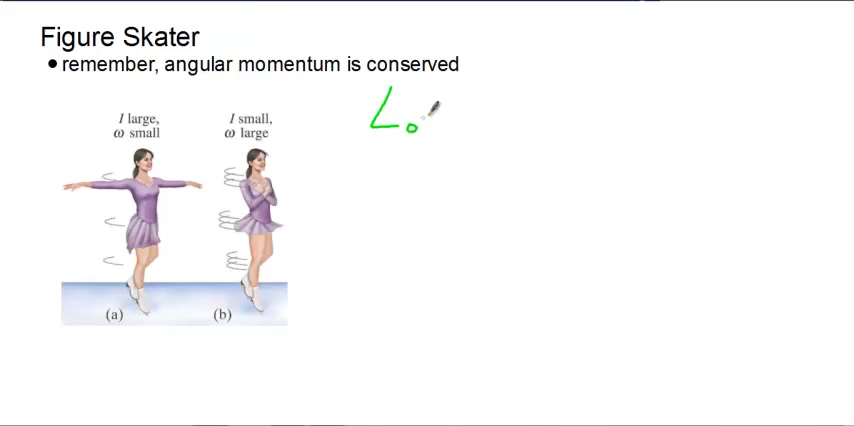 Figure Skater
● remember, angular momentum is conserved
I large,
ω small
I small,
ω large
L₀
(a)
(b)